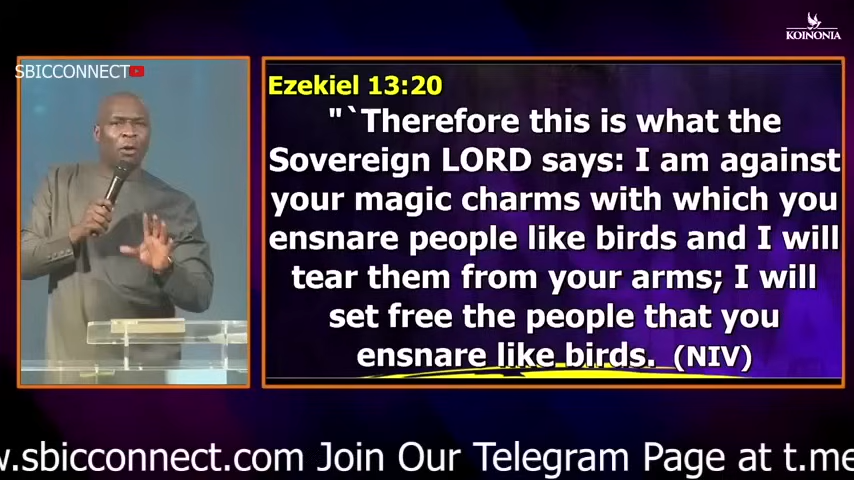 KOINONIA
SBICCONNECT
Ezekiel 13:20
"`Therefore this is what the
Sovereign LORD says: I am against
your magic charms with which you
ensnare people like birds and I will
tear them from your arms; I will
set free the people that you
ensnare like birds. (NIV)
w.sbicconnect.com Join Our Telegram Page at t.me